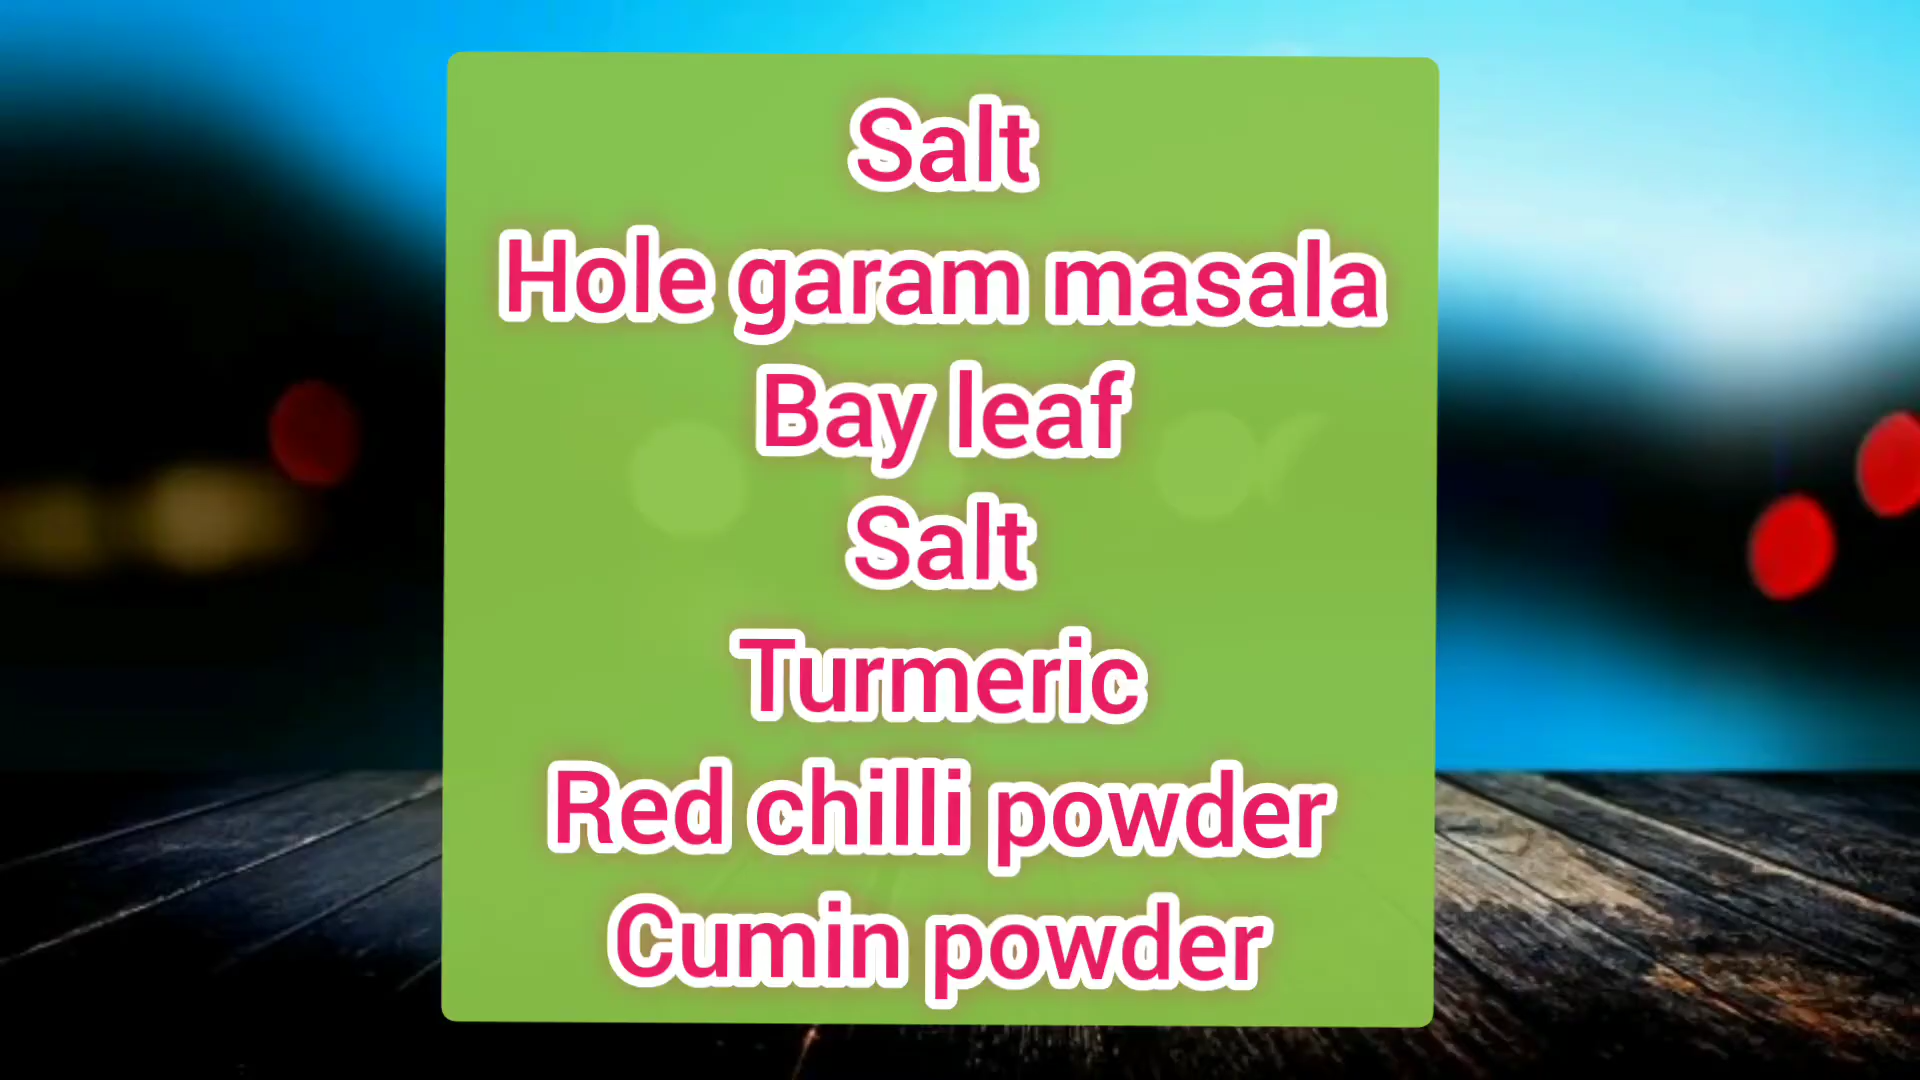 Salt
Hole garam masala
Bay leaf
Salt
Turmeric
Red chilli powder
Cumin powder